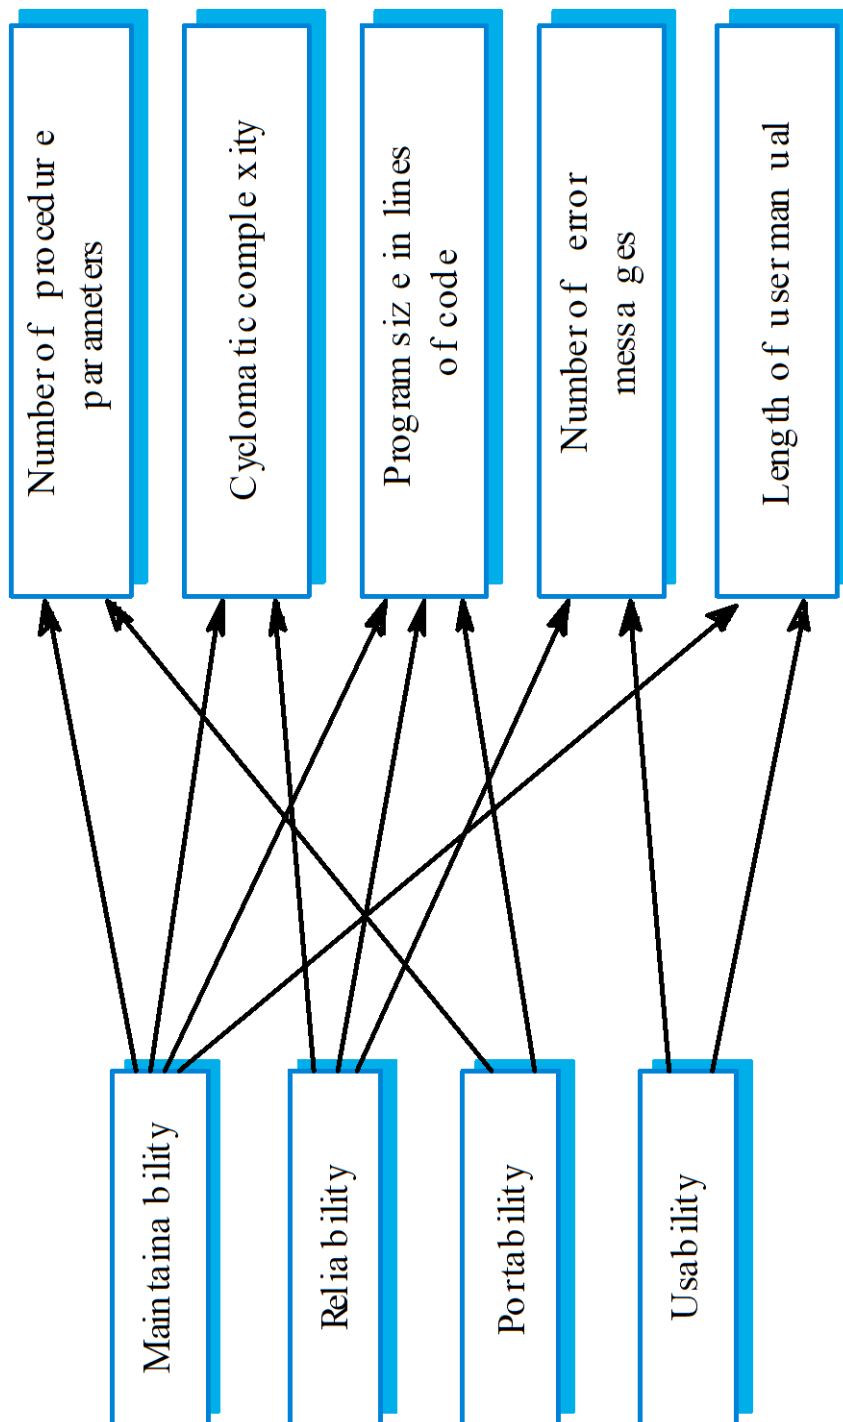 Number of procedure
parameters
Cyclomatic complexity
Program size in lines
of code
Number of error
messages
Length of user manual
Maintainability
Reliability
Portability
Usability